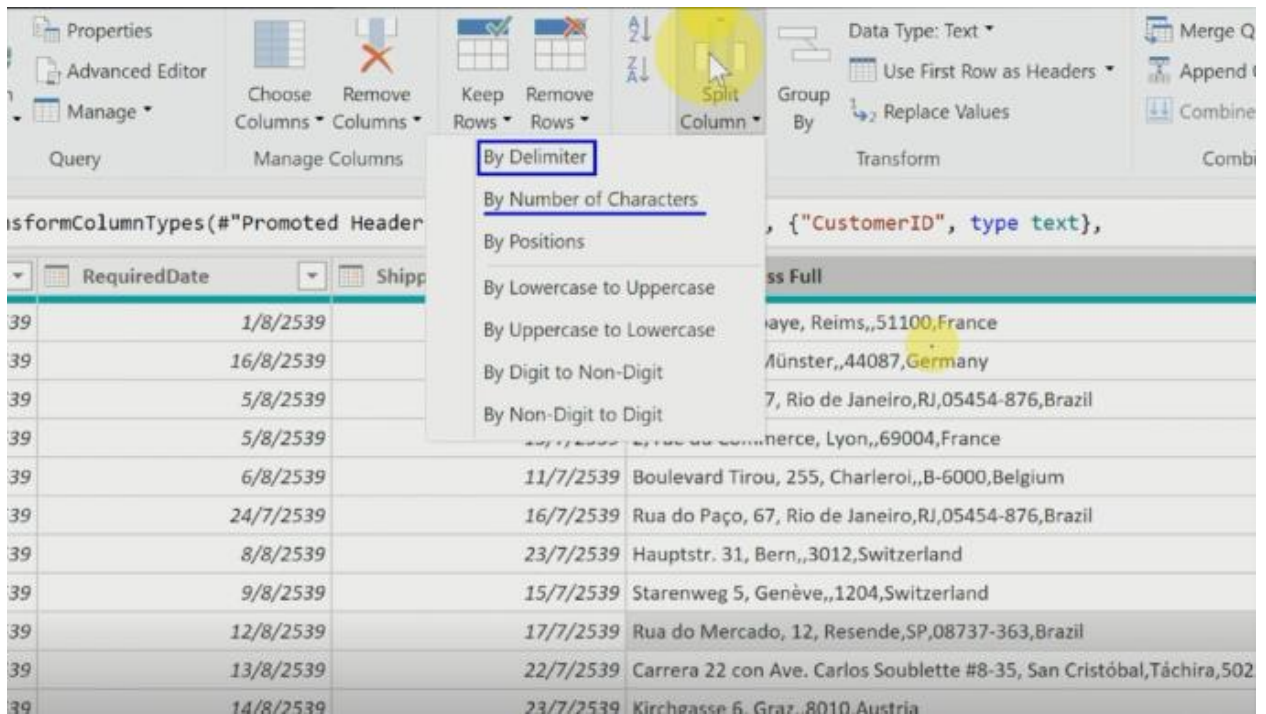 Properties
Advanced Editor
Manage
Query
Choose Columns
Remove Columns
Manage Columns
Keep Rows
Remove Rows
Split Column
Group By
Data Type: Text
Use First Row as Headers
Replace Values
Transform
Merge Q
Append
Combine
Combi
By Delimiter
By Number of Characters
By Positions
By Lowercase to Uppercase
By Uppercase to Lowercase
By Digit to Non-Digit
By Non-Digit to Digit
sformColumnTypes(#"Promoted Header , {"CustomerID", type text},
RequiredDate Shipp ss Full
39 1/8/2539 aye, Reims,,51100,France
39 16/8/2539 Münster,,44087,Germany
39 5/8/2539 7, Rio de Janeiro,RJ,05454-876,Brazil
39 5/8/2539 merce, Lyon,,69004,France
39 6/8/2539 11/7/2539 Boulevard Tirou, 255, Charleroi,,B-6000,Belgium
39 24/7/2539 16/7/2539 Rua do Paço, 67, Rio de Janeiro,RJ,05454-876,Brazil
39 8/8/2539 23/7/2539 Hauptstr. 31, Bern,,3012,Switzerland
39 9/8/2539 15/7/2539 Starenweg 5, Genève,,1204,Switzerland
39 12/8/2539 17/7/2539 Rua do Mercado, 12, Resende,SP,08737-363,Brazil
39 13/8/2539 22/7/2539 Carrera 22 con Ave. Carlos Soublette #8-35, San Cristóbal,Táchira,502
39 14/8/2539 23/7/2539 Kirchgasse 6, Graz,,8010,Austria